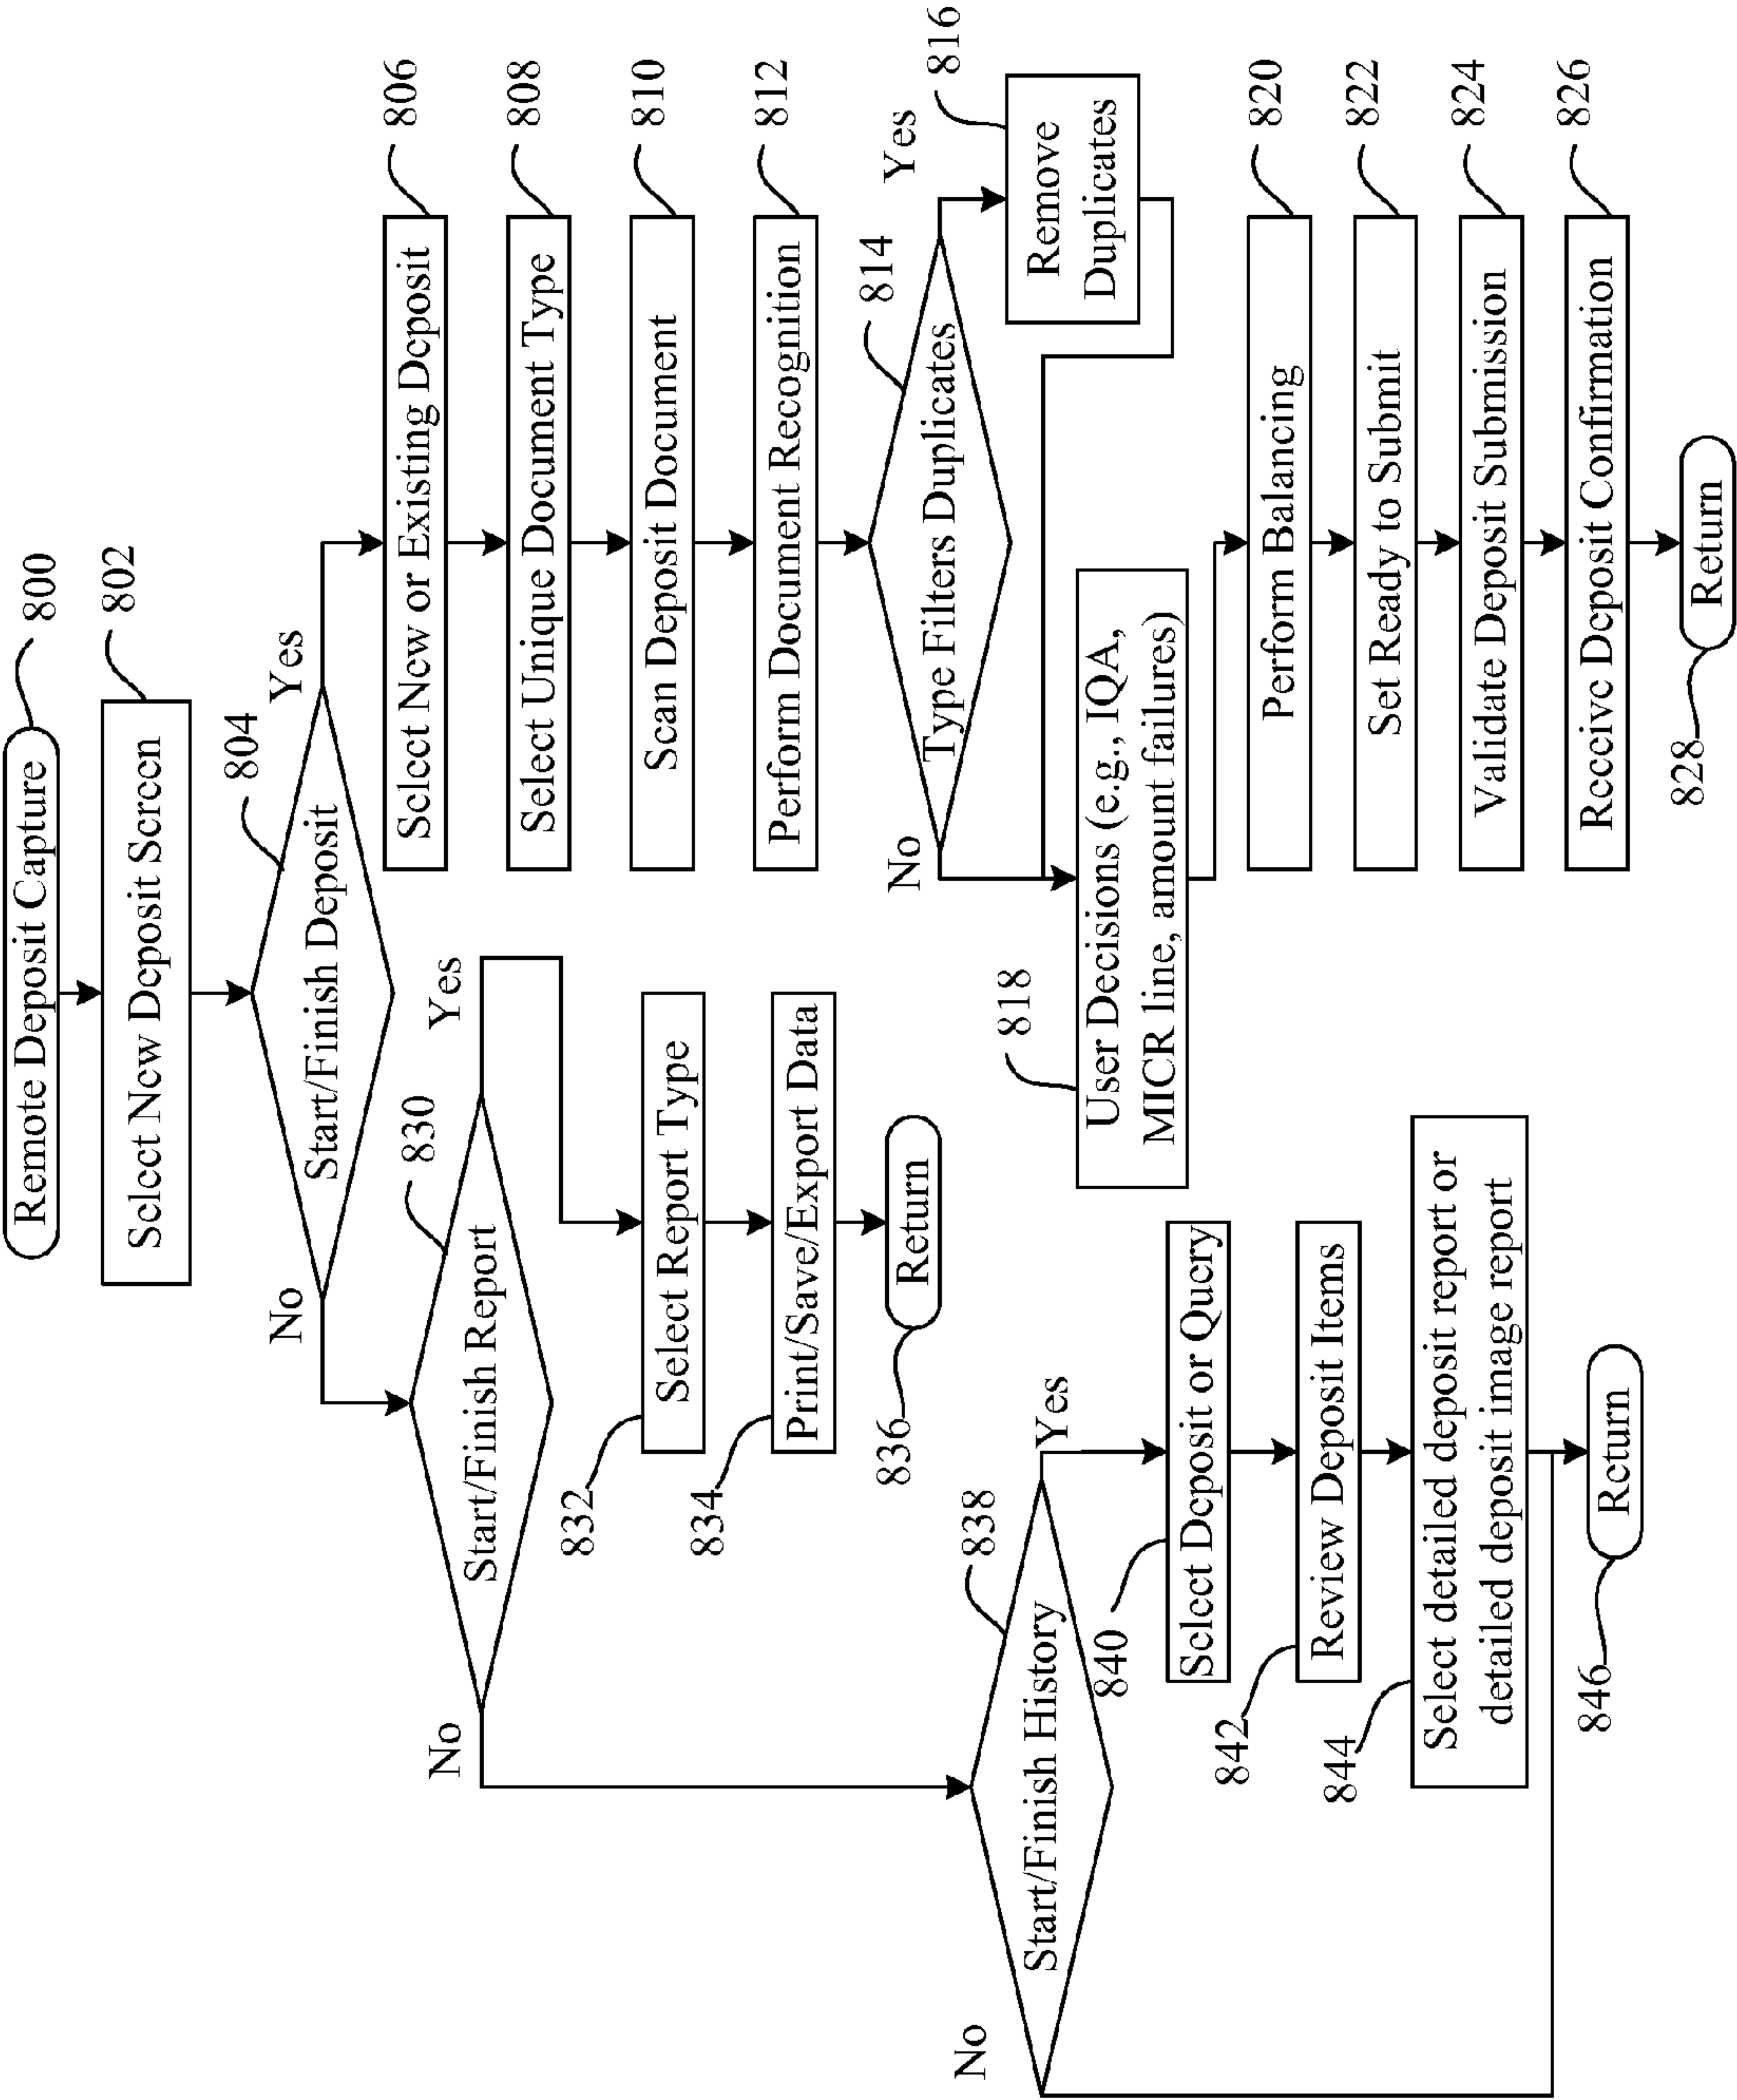 Remote Deposit Capture
800
Select New Deposit Screen
802
Start/Finish Deposit
804
Yes
No
Select New or Existing Deposit
806
Select Unique Document Type
808
Scan Deposit Document
810
Perform Document Recognition
812
Type Filters Duplicates
814
Yes
No
Remove
Duplicates
816
818
User Decisions (e.g., IQA,
MICR line, amount failures)
Perform Balancing
820
Set Ready to Submit
822
Validate Deposit Submission
824
Receive Deposit Confirmation
826
Return
828
Start/Finish Report
830
Yes
No
Select Report Type
832
Print/Save/Export Data
834
Return
836
Start/Finish History
838
Yes
No
Select Deposit or Query
840
Review Deposit Items
842
Select detailed deposit report or
detailed deposit image report
844
Return
846